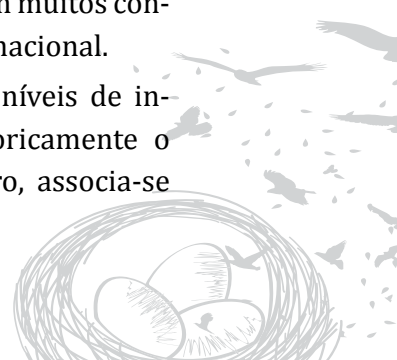 muitos con-
nacional.
níveis de in-
oricamente o
ro, associa-se